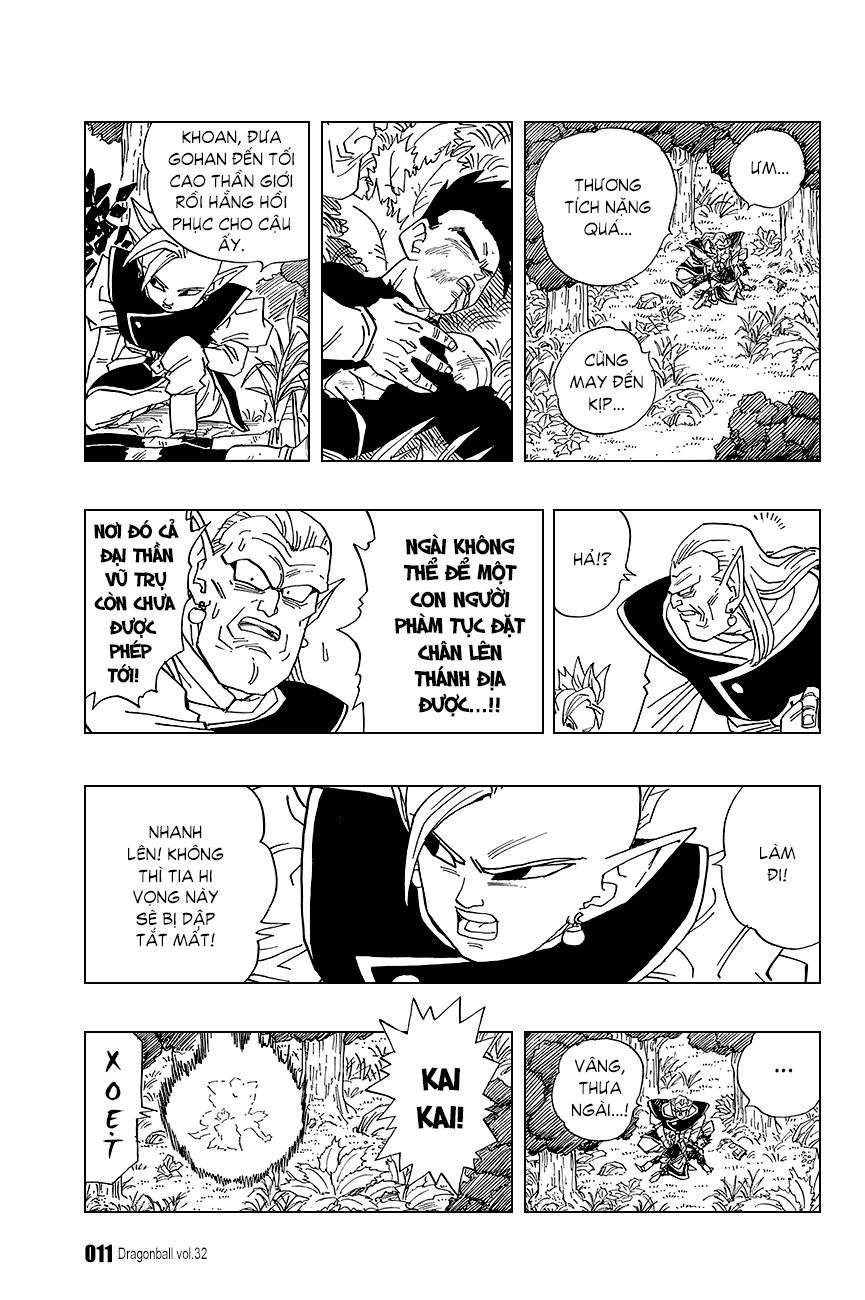 ƯM...
THƯƠNG
TÍCH NẶNG
QUÁ...
CŨNG
MAY ĐẾN
KỊP...
KHOAN, ĐƯA
GOHAN ĐẾN TỐI
CAO THẦN GIỚI
RỒI HẴNG HỒI
PHỤC CHO CẬU
ẤY.
HẢ!?
NGÀI KHÔNG
THỂ ĐỂ MỘT
CON NGƯỜI
PHÀM TỤC ĐẶT
CHÂN LÊN
THÁNH ĐỊA
ĐƯỢC...!!
NƠI ĐÓ CẢ
ĐẠI THẦN
VŨ TRỤ
CÒN CHƯA
ĐƯỢC
PHÉP
TỚI!
LÀM
ĐI!
NHANH
LÊN! KHÔNG
THÌ TIA HI
VỌNG NÀY
SẼ BỊ DẬP
TẮT MẤT!
...
VÂNG,
THƯA
NGÀI...!
KAI
KAI!
XOẸT
011 Dragonball vol.32